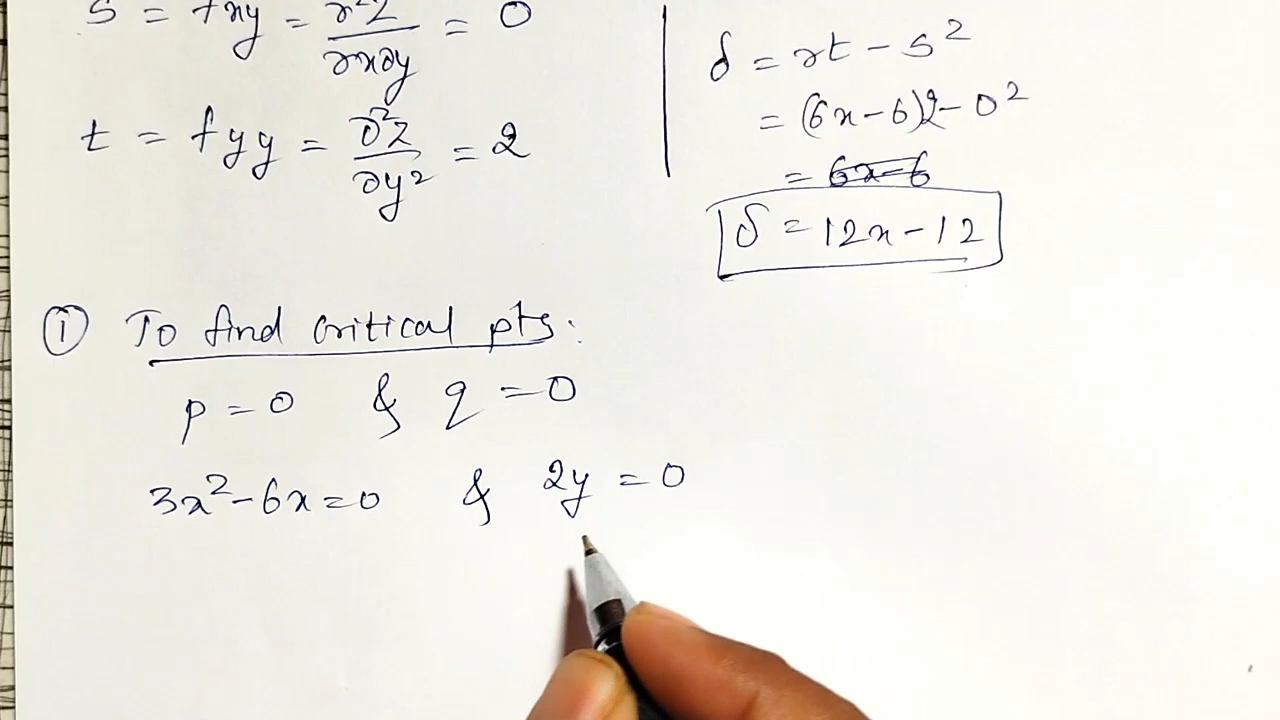 s = fxy = ∂²z/∂x∂y = 0
t = fyy = ∂²z/∂y² = 2
δ = rt - s²
= (6x-6)2 - 0²
= 6x-6
δ = 12x-12
(i) To find critical pts:
p = 0 & q = 0
3x²-6x=0 & 2y = 0